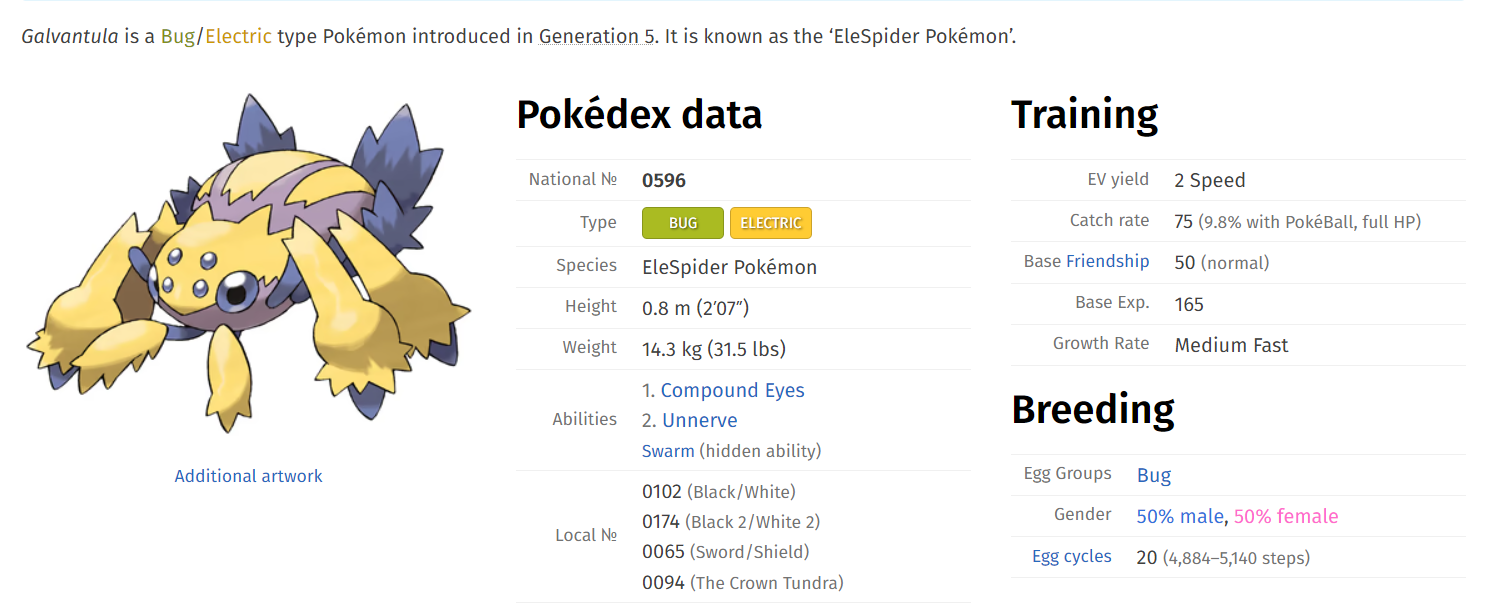 Galvantula is a Bug/Electric type Pokémon introduced in Generation 5. It is known as the ‘EleSpider Pokémon’.
Additional artwork
Pokédex data
National № 0596
Type BUG ELECTRIC
Species EleSpider Pokémon
Height 0.8 m (2′07″)
Weight 14.3 kg (31.5 lbs)
Abilities
1. Compound Eyes
2. Unnerve
Swarm (hidden ability)
Local №
0102 (Black/White)
0174 (Black 2/White 2)
0065 (Sword/Shield)
0094 (The Crown Tundra)
Training
EV yield 2 Speed
Catch rate 75 (9.8% with PokéBall, full HP)
Base Friendship 50 (normal)
Base Exp. 165
Growth Rate Medium Fast
Breeding
Egg Groups Bug
Gender 50% male, 50% female
Egg cycles 20 (4,884–5,140 steps)